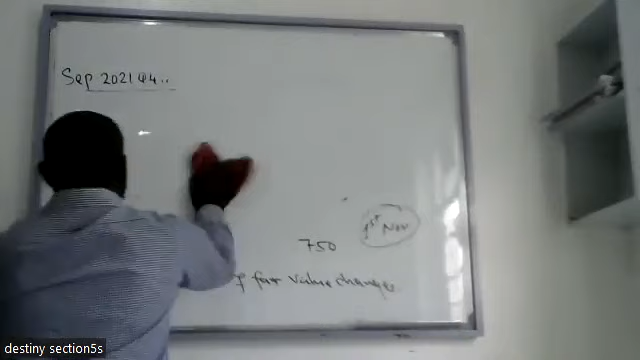 Sep 2021 Q4..
1st Nov
750
f fair value changes
destiny section5s